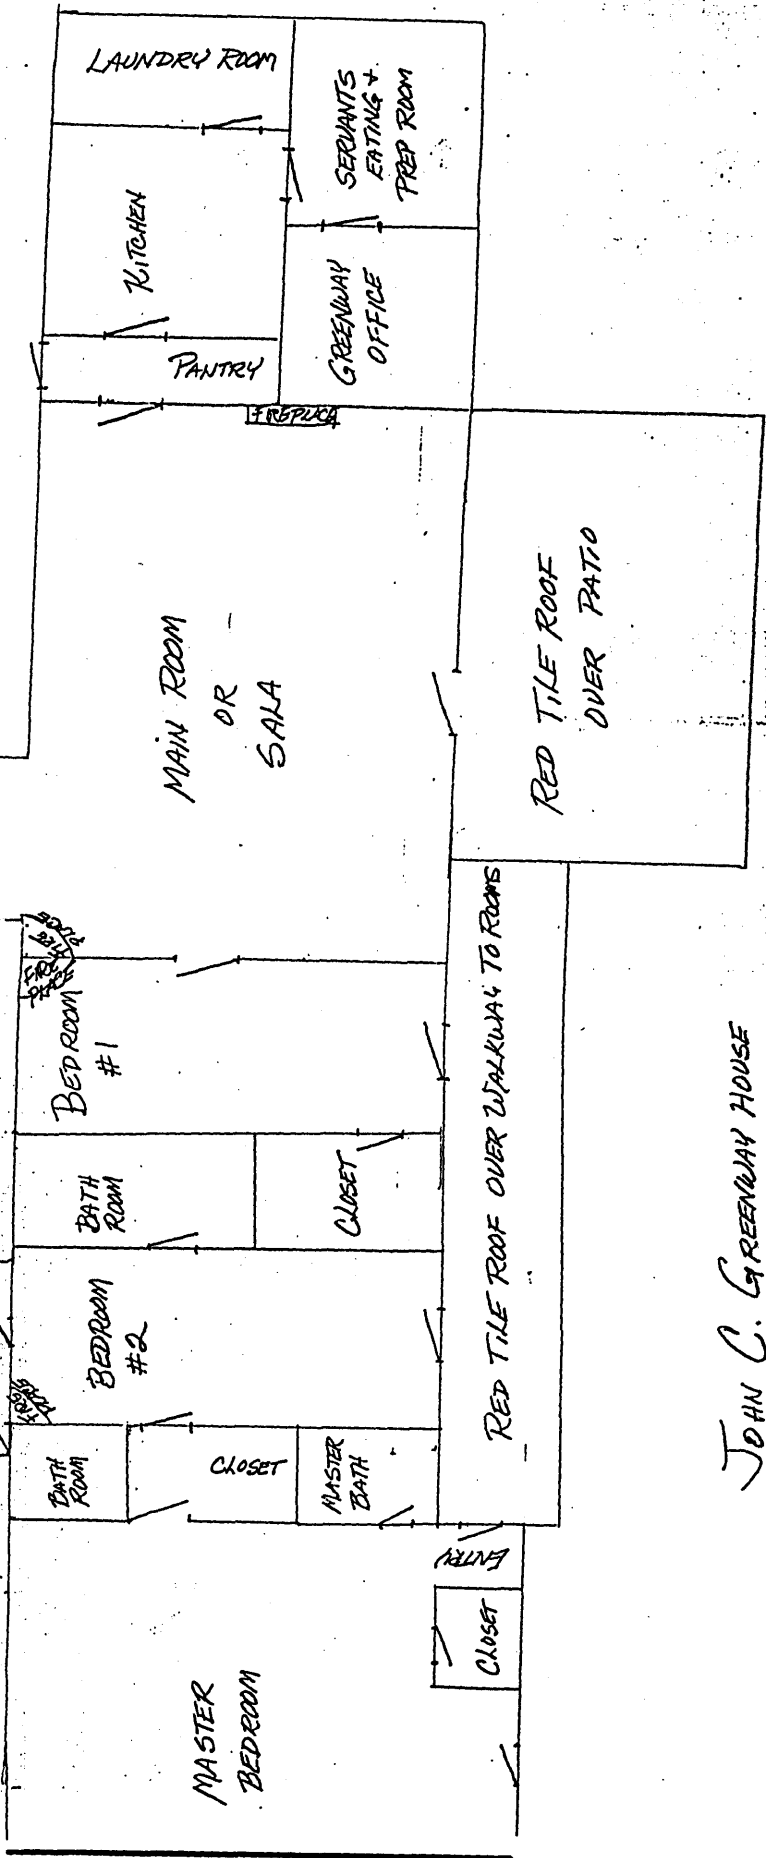 LAUNDRY ROOM
SERVANTS
EATING +
PREP ROOM
KITCHEN
PANTRY
GREENWAY
OFFICE
FIREPLACE
MAIN ROOM
OR
SALA
RED TILE ROOF
OVER PATIO
FIRE
PLACE
FIRE
PLACE
BEDROOM
#1
BATH
ROOM
CLOSET
RED TILE ROOF OVER WALKWAY TO ROOMS
BEDROOM
#2
BATH
ROOM
CLOSET
MASTER
BATH
ENTRY
CLOSET
MASTER
BEDROOM
JOHN C. GREENWAY HOUSE